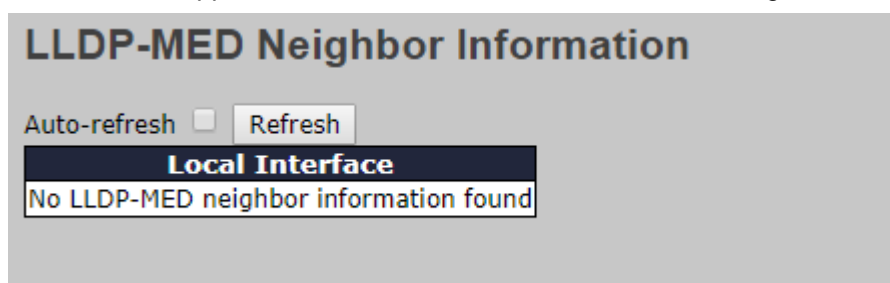 LLDP-MED Neighbor Information
Auto-refresh Refresh
Local Interface
No LLDP-MED neighbor information found